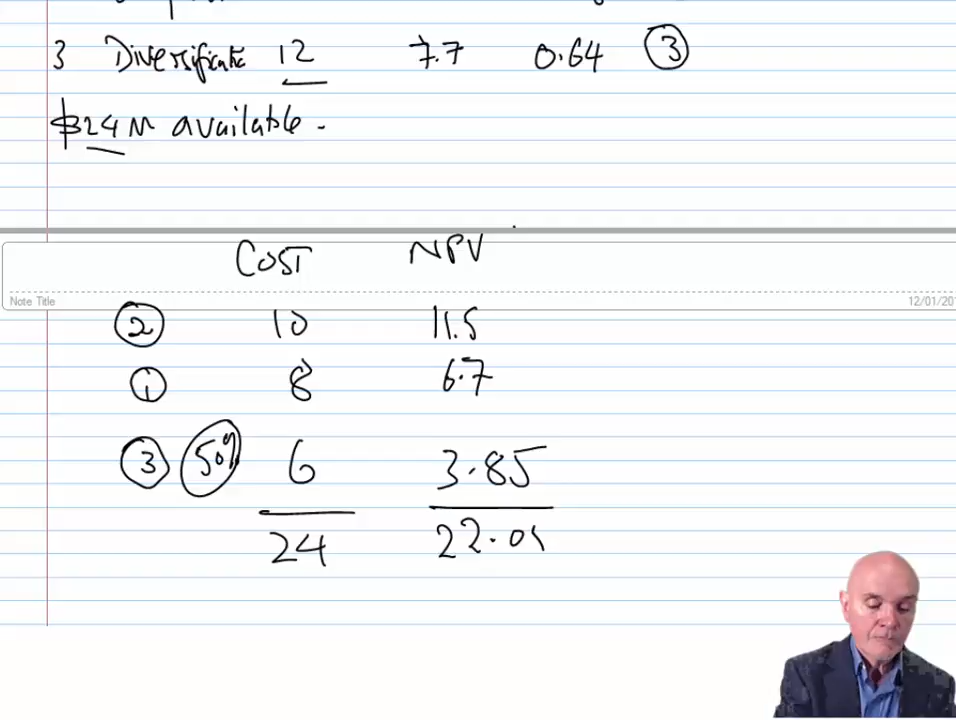 3 Diversificatn 12 7.7 0.64 ③
$24M available -
COST NPV
Note Title 12/01/20
② 10 11.5
① 8 6.7
③ 50% 6 3.85
24 22.05